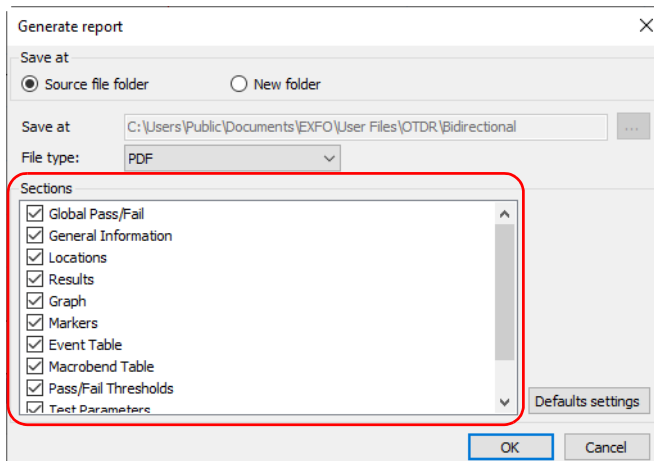 Generate report
Save at
Source file folder New folder
Save at C:\Users\Public\Documents\EXFO\User Files\OTDR\Bidirectional ...
File type: PDF
Sections
Global Pass/Fail
General Information
Locations
Results
Graph
Markers
Event Table
Macrobend Table
Pass/Fail Thresholds
Test Parameters
Defaults settings
OK Cancel